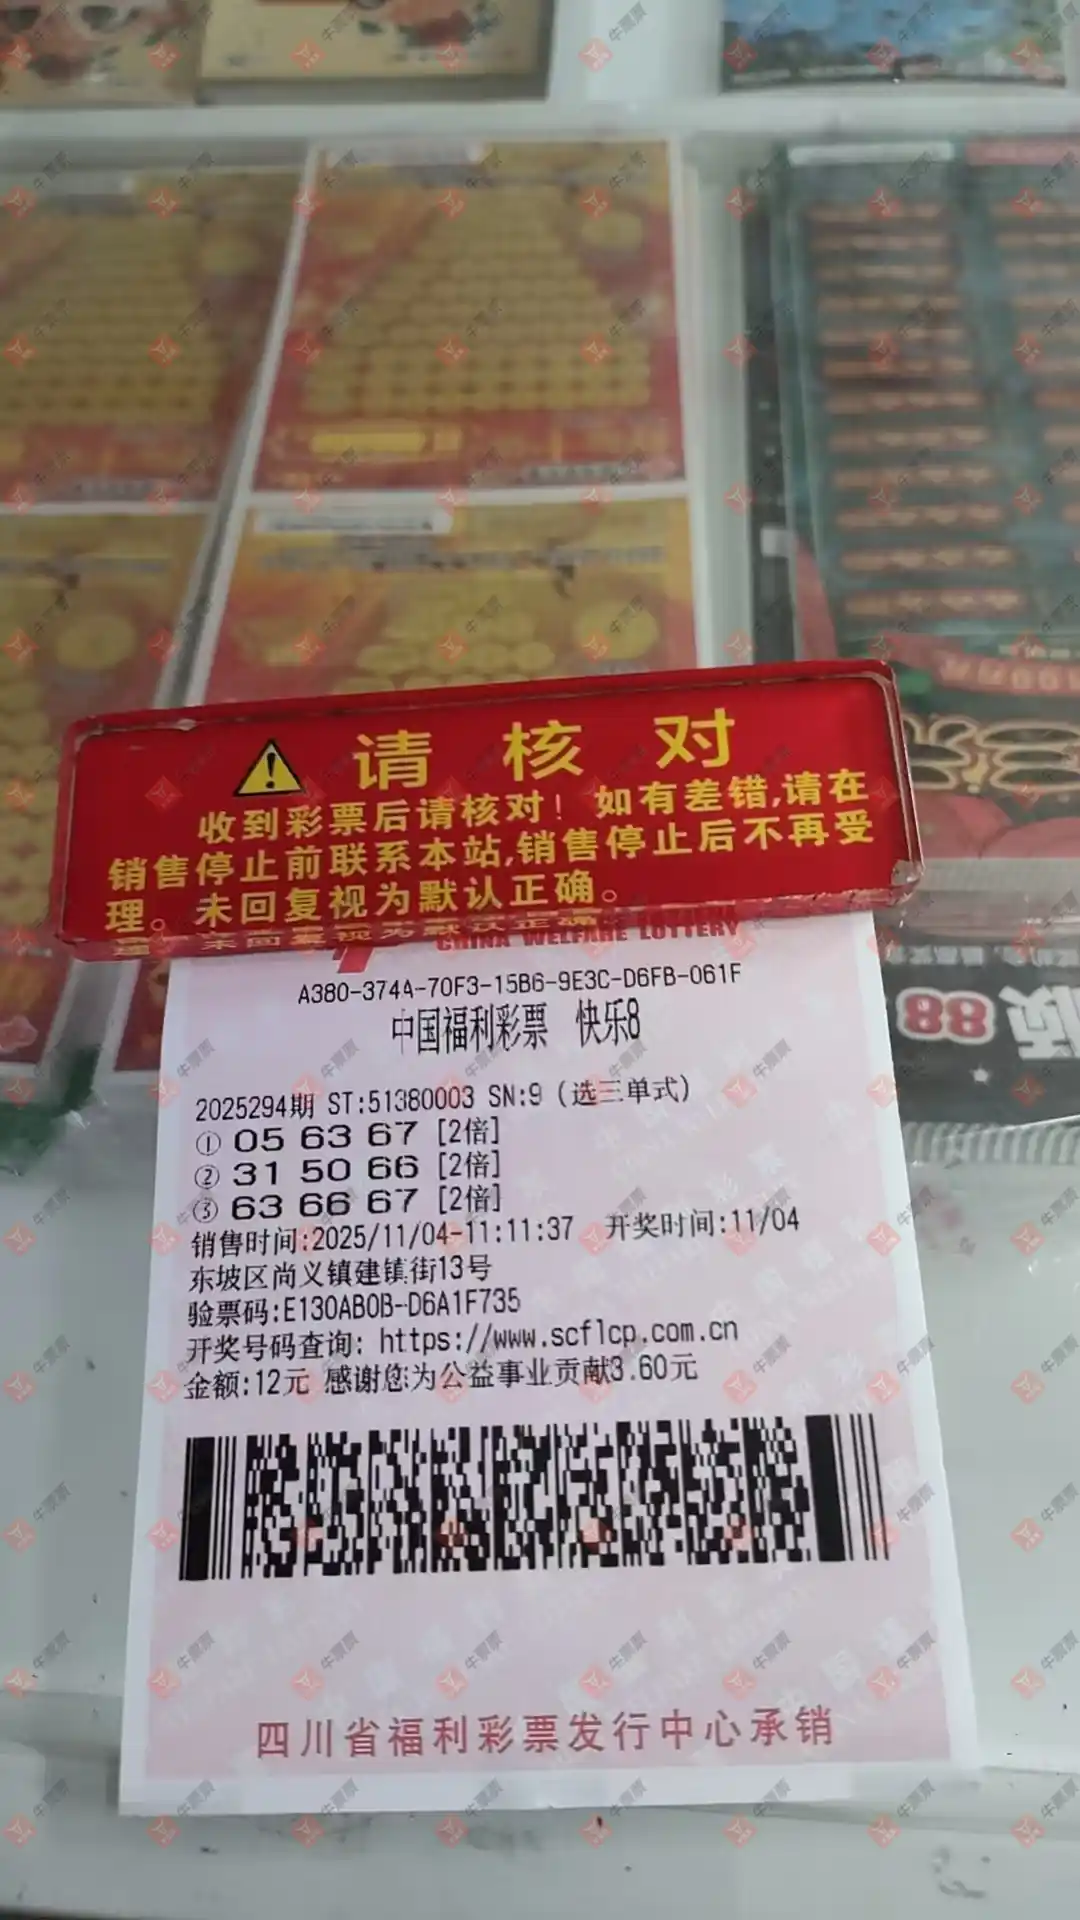 请 核 对
收到彩票后请核对！如有差错,请在
销售停止前联系本站,销售停止后不再受
理。未回复视为默认正确。
CHINA WELFARE LOTTERY
A380-374A-70F3-15B6-9E3C-D6FB-061F
中国福利彩票 快乐8
2025294期 ST:51380003 SN:9 (选三单式)
① 05 63 67 [2倍]
② 31 50 66 [2倍]
③ 63 66 67 [2倍]
销售时间:2025/11/04-11:11:37 开奖时间:11/04
东坡区尚义镇建镇街13号
验票码:E130AB0B-D6A1F735
开奖号码查询: https://www.scflcp.com.cn
金额:12元 感谢您为公益事业贡献3.60元
四川省福利彩票发行中心承销
88
牛票票